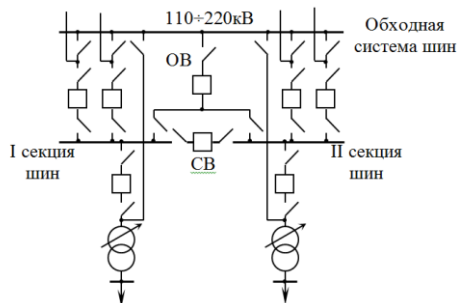 110÷220кВ
Обходная
система шин
ОВ
I секция
шин
СВ
II секция
шин